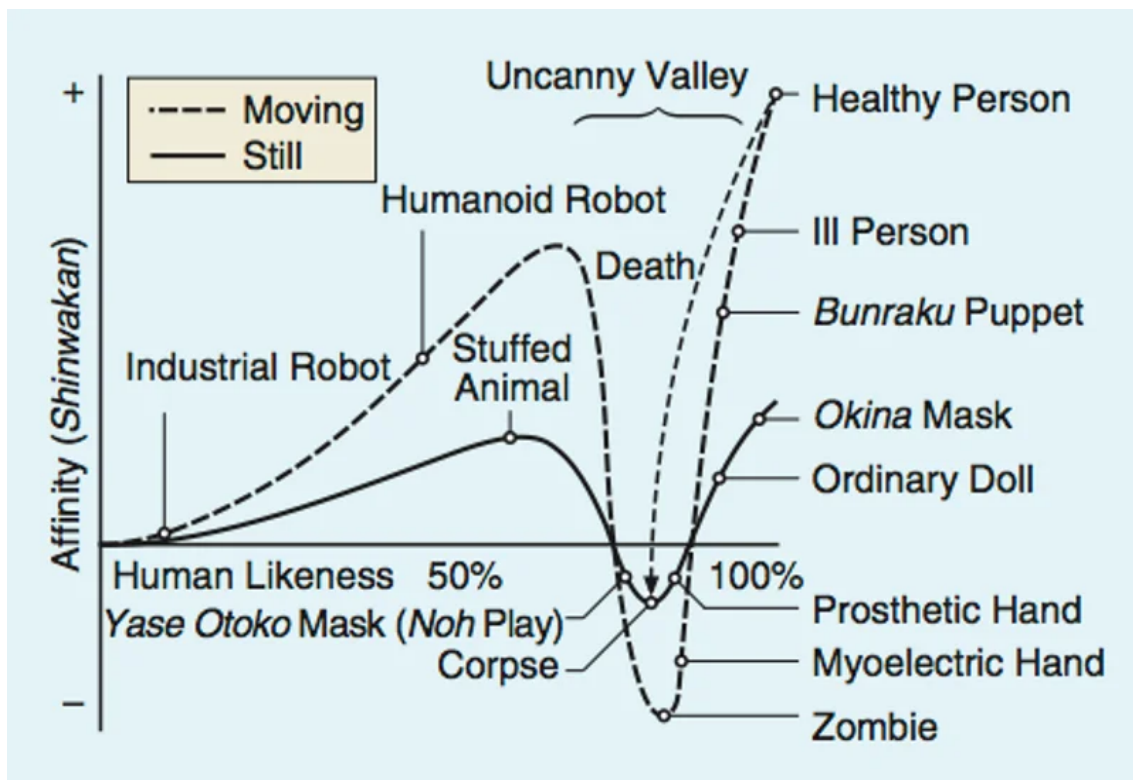 Uncanny Valley
+
Healthy Person
Moving
Still
Humanoid Robot
Ill Person
Death
Bunraku Puppet
Stuffed
Animal
Industrial Robot
Okina Mask
Ordinary Doll
Affinity (Shinwakan)
Human Likeness 50% 100%
Yase Otoko Mask (Noh Play)
Prosthetic Hand
Corpse
Myoelectric Hand
−
Zombie